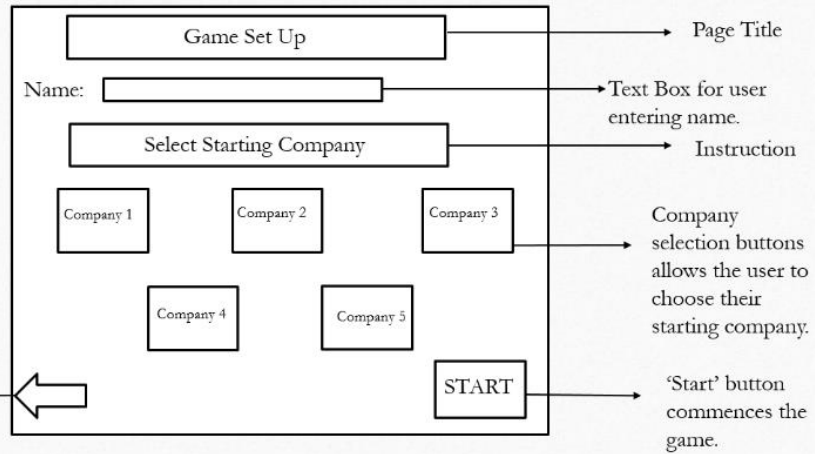 Game Set Up
Page Title
Name:
Text Box for user
entering name.
Select Starting Company
Instruction
Company 1
Company 2
Company 3
Company
selection buttons
allows the user to
choose their
starting company.
Company 4
Company 5
START
‘Start’ button
commences the
game.